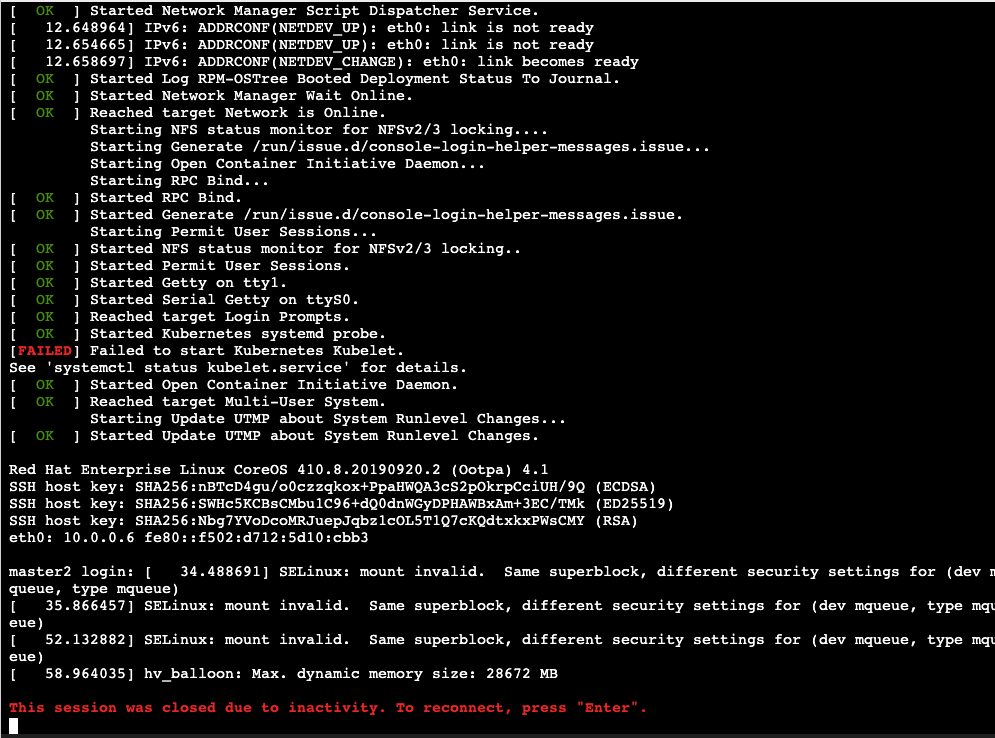 [  OK  ] Started Network Manager Script Dispatcher Service.
[   12.648964] IPv6: ADDRCONF(NETDEV_UP): eth0: link is not ready
[   12.654665] IPv6: ADDRCONF(NETDEV_UP): eth0: link is not ready
[   12.658697] IPv6: ADDRCONF(NETDEV_CHANGE): eth0: link becomes ready
[  OK  ] Started Log RPM-OSTree Booted Deployment Status To Journal.
[  OK  ] Started Network Manager Wait Online.
[  OK  ] Reached target Network is Online.
         Starting NFS status monitor for NFSv2/3 locking....
         Starting Generate /run/issue.d/console-login-helper-messages.issue...
         Starting Open Container Initiative Daemon...
         Starting RPC Bind...
[  OK  ] Started RPC Bind.
[  OK  ] Started Generate /run/issue.d/console-login-helper-messages.issue.
         Starting Permit User Sessions...
[  OK  ] Started NFS status monitor for NFSv2/3 locking..
[  OK  ] Started Permit User Sessions.
[  OK  ] Started Getty on tty1.
[  OK  ] Started Serial Getty on ttyS0.
[  OK  ] Reached target Login Prompts.
[  OK  ] Started Kubernetes systemd probe.
[FAILED] Failed to start Kubernetes Kubelet.
See 'systemctl status kubelet.service' for details.
[  OK  ] Started Open Container Initiative Daemon.
[  OK  ] Reached target Multi-User System.
         Starting Update UTMP about System Runlevel Changes...
[  OK  ] Started Update UTMP about System Runlevel Changes.
Red Hat Enterprise Linux CoreOS 410.8.20190920.2 (Ootpa) 4.1
SSH host key: SHA256:nBTcD4gu/o0czzqkox+PpaHWQA3cS2pOkrpCciUH/9Q (ECDSA)
SSH host key: SHA256:SWHc5KCBsCMbu1C96+dQ0dnWGyDPHAWBxAm+3EC/TMk (ED25519)
SSH host key: SHA256:Nbg7YVoDcoMRJuepJqbz1cOL5T1Q7cKQdtxkxPWsCMY (RSA)
eth0: 10.0.0.6 fe80::f502:d712:5d10:cbb3
master2 login: [   34.488691] SELinux: mount invalid.  Same superblock, different security settings for (dev m
queue, type mqueue)
[   35.866457] SELinux: mount invalid.  Same superblock, different security settings for (dev mqueue, type mqu
eue)
[   52.132882] SELinux: mount invalid.  Same superblock, different security settings for (dev mqueue, type mqu
eue)
[   58.964035] hv_balloon: Max. dynamic memory size: 28672 MB
This session was closed due to inactivity. To reconnect, press "Enter".